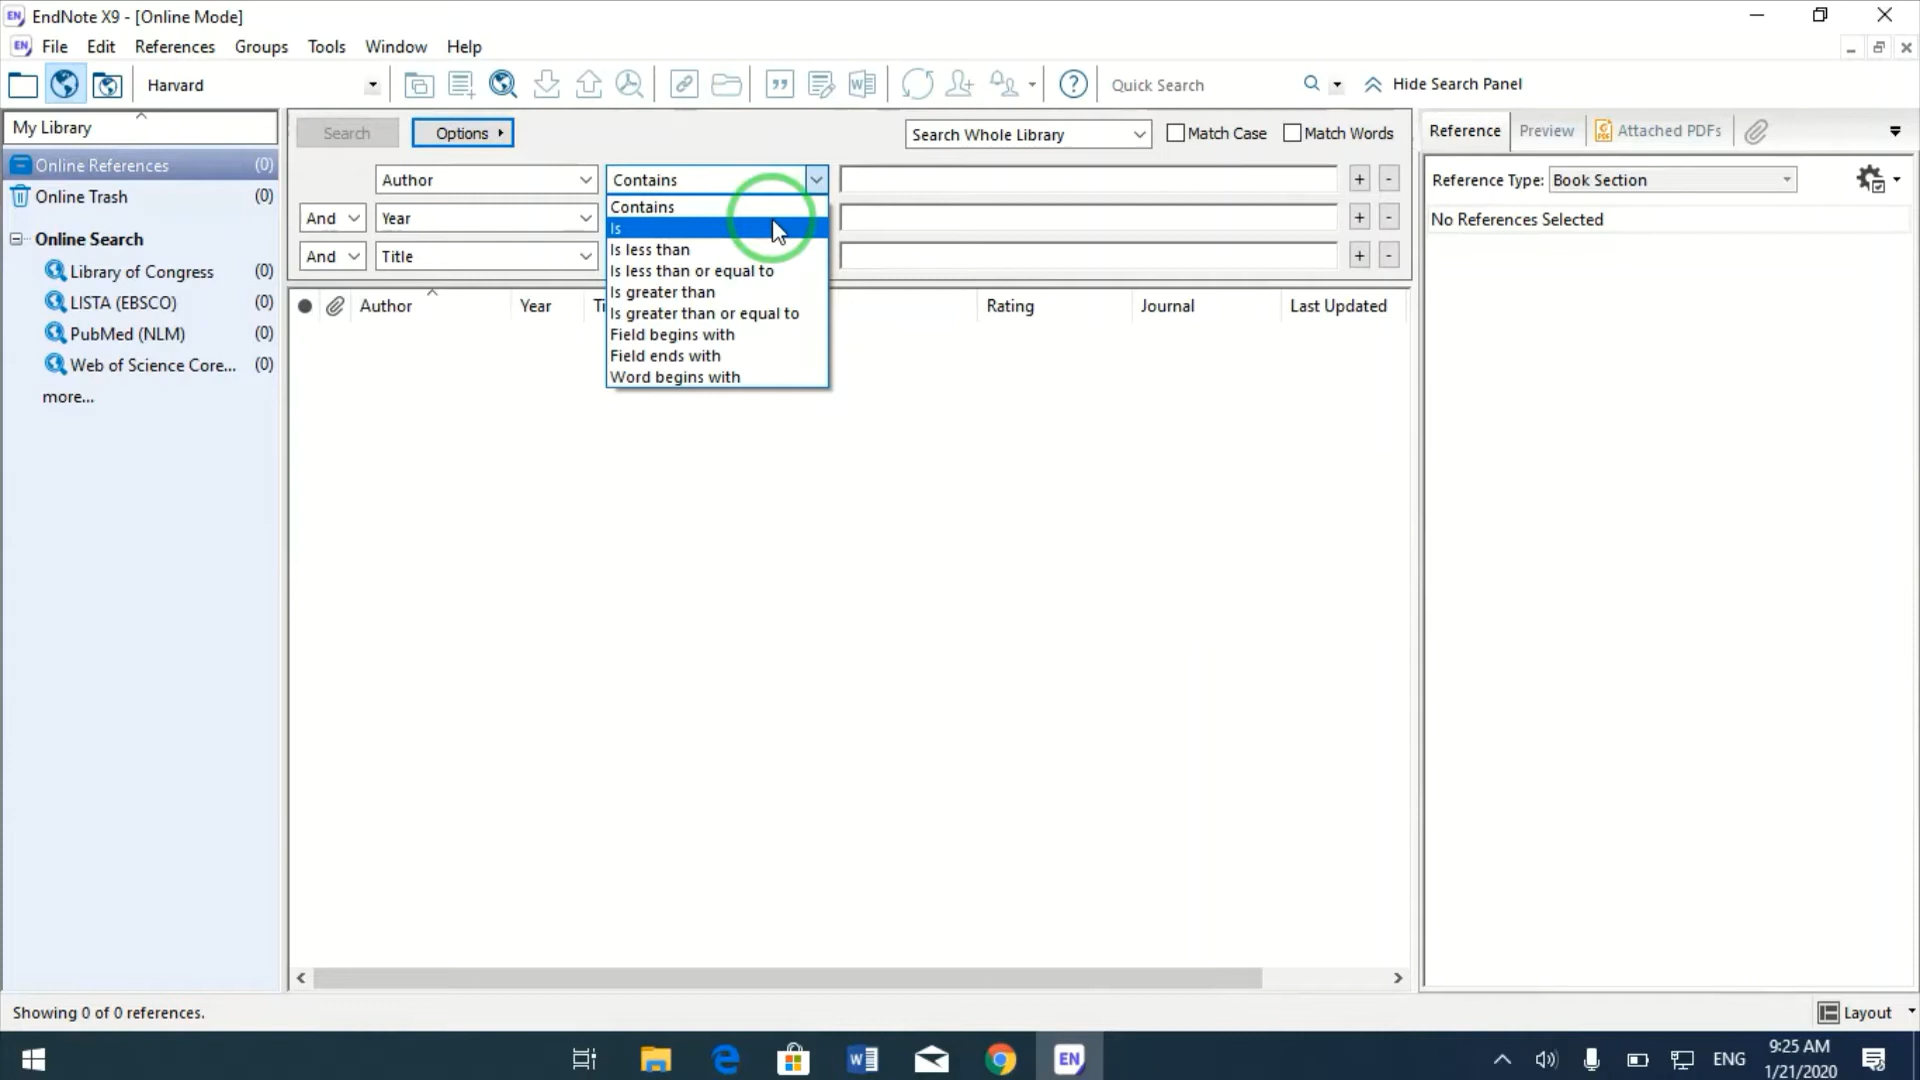 EndNote X9 - [Online Mode]
File Edit References Groups Tools Window Help
Harvard Quick Search Hide Search Panel
My Library
Online References (0)
Online Trash (0)
Online Search
Library of Congress (0)
LISTA (EBSCO) (0)
PubMed (NLM) (0)
Web of Science Core... (0)
more...
Search Options Search Whole Library Match Case Match Words
Author Contains + -
And Year + -
And Title + -
Contains
Is
Is less than
Is less than or equal to
Is greater than
Is greater than or equal to
Field begins with
Field ends with
Word begins with
Author Year Rating Journal Last Updated
Reference Preview Attached PDFs
Reference Type: Book Section
No References Selected
Showing 0 of 0 references.
Layout
EN
ENG
9:25 AM
1/21/2020